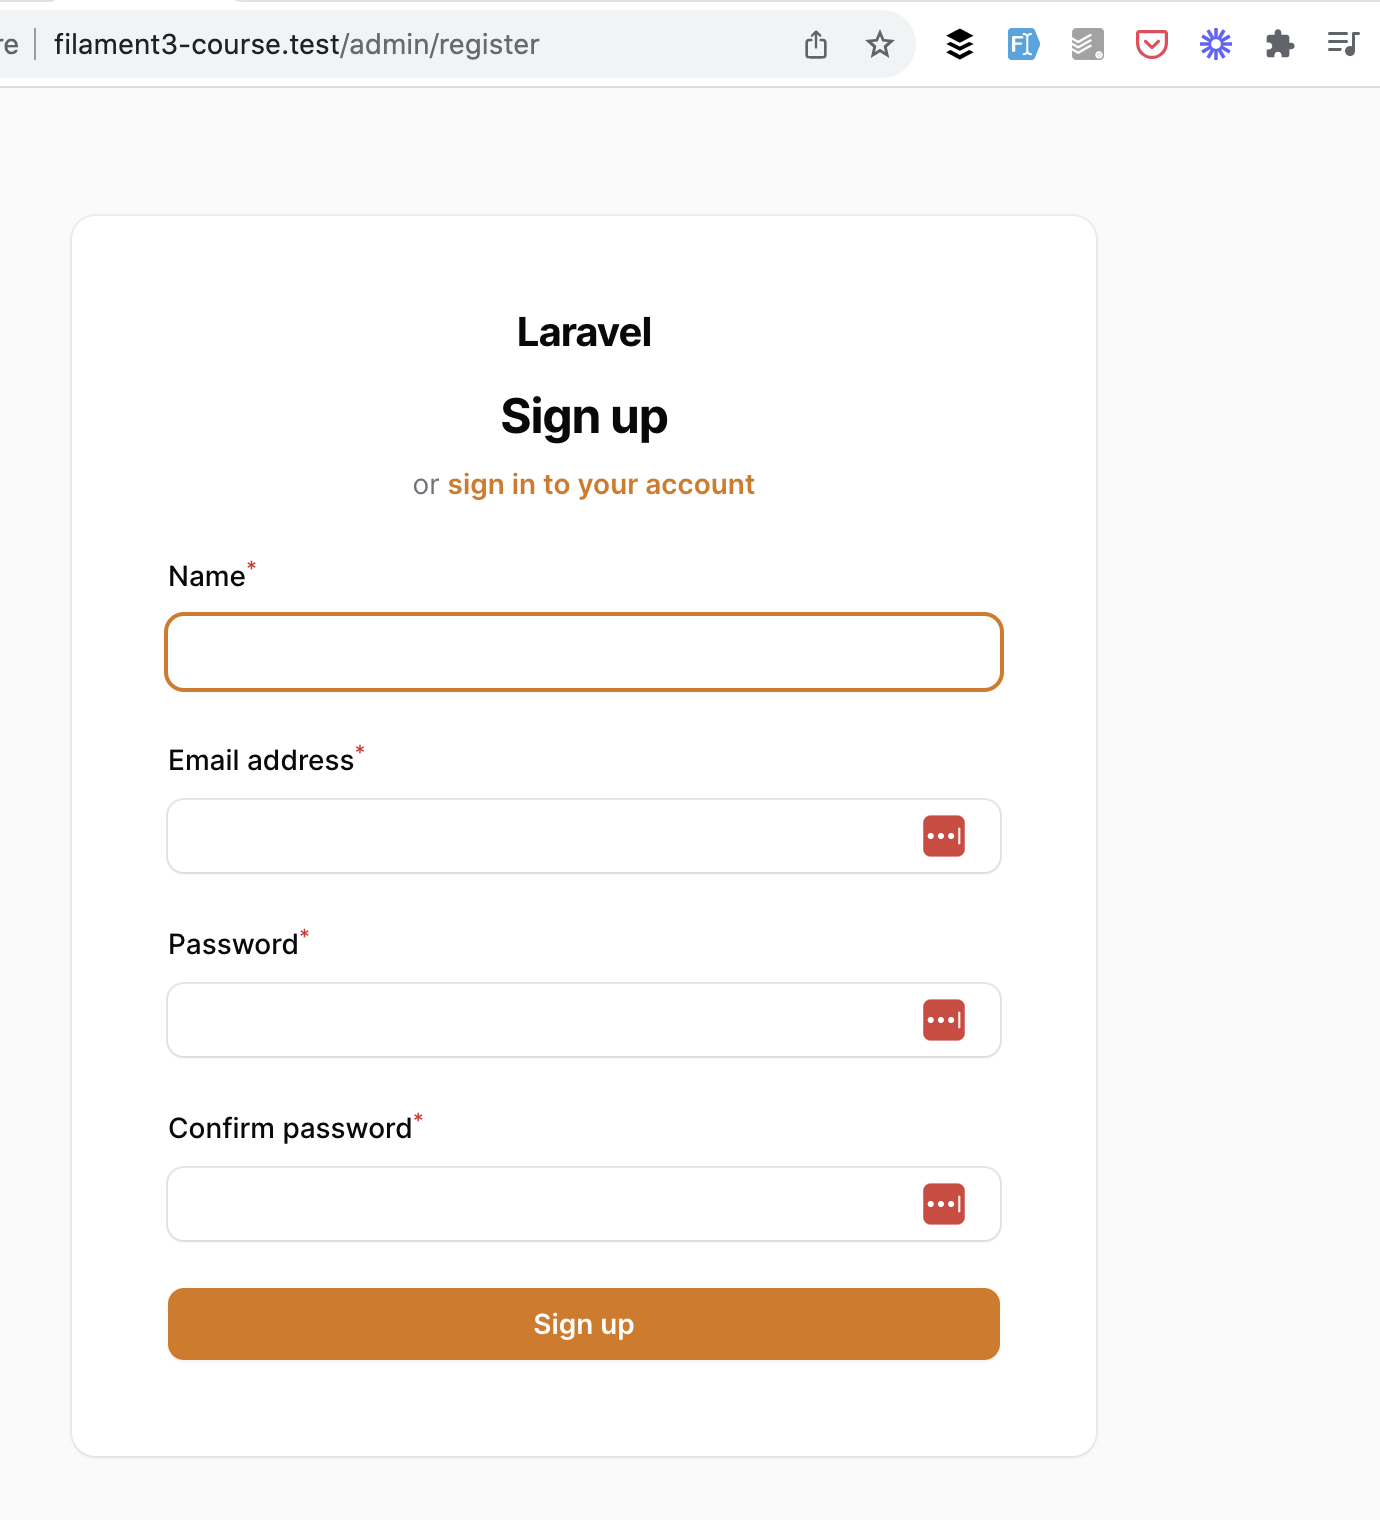 re | filament3-course.test/admin/register
Laravel
Sign up
or sign in to your account
Name*
Email address*
Password*
Confirm password*
Sign up